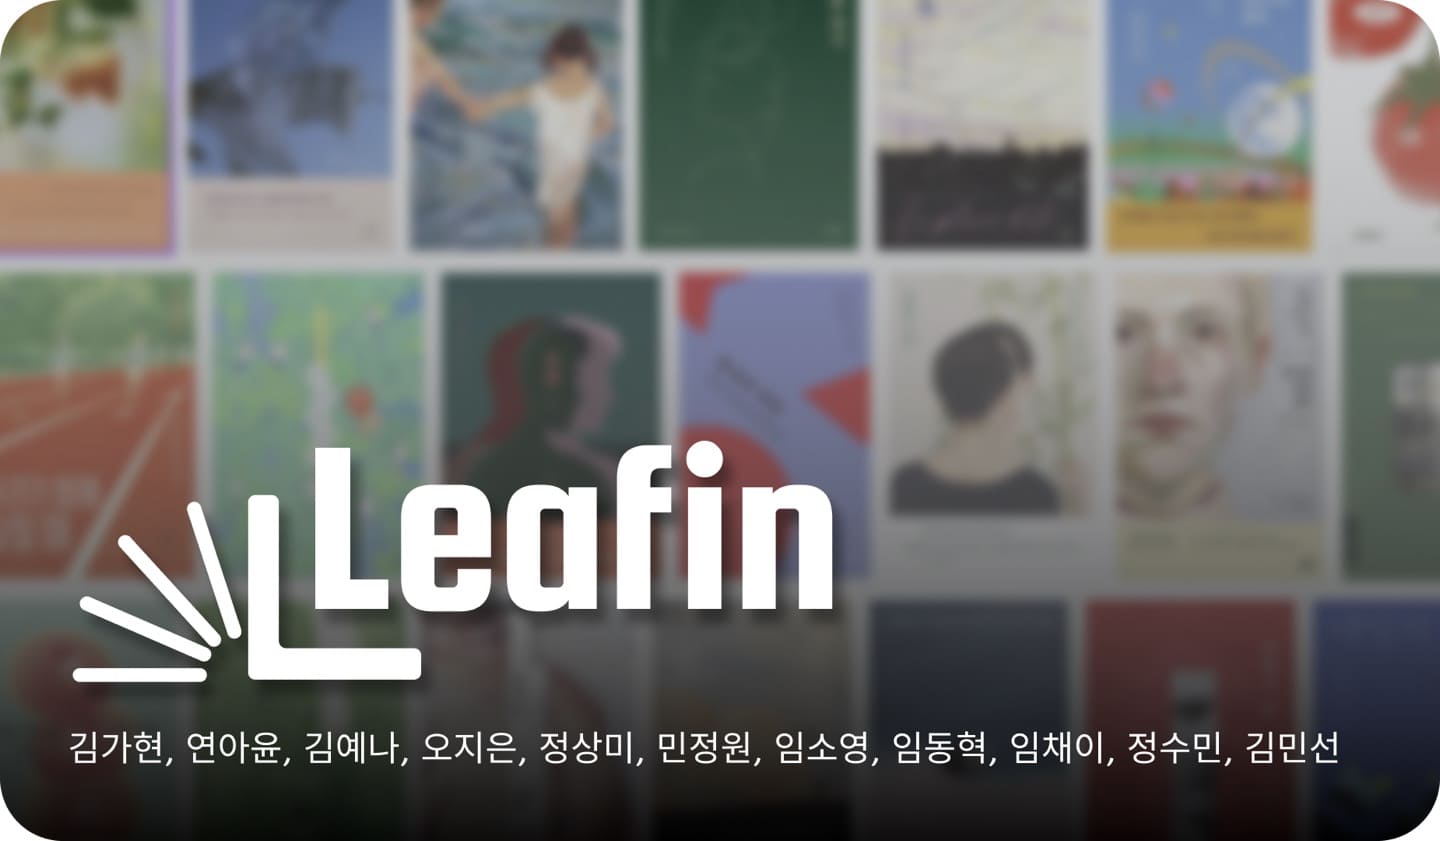 Leafin
김가현, 연아윤, 김예나, 오지은, 정상미, 민정원, 임소영, 임동혁, 임채이, 정수민, 김민선